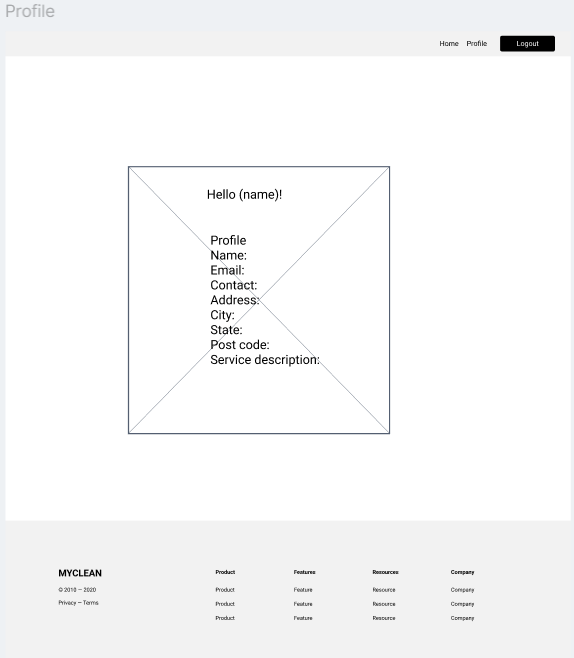 Profile
Home Profile Logout
Hello (name)!
Profile
Name:
Email:
Contact:
Address:
City:
State:
Post code:
Service description:
MYCLEAN
© 2010 — 2020
Privacy — Terms
Product
Product
Product
Product
Features
Feature
Feature
Feature
Resources
Resource
Resource
Resource
Company
Company
Company
Company